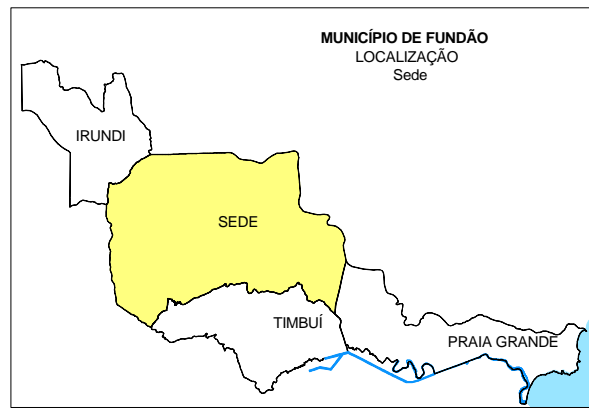 MUNICÍPIO DE FUNDÃO
LOCALIZAÇÃO
Sede
IRUNDI
SEDE
TIMBUÍ
PRAIA GRANDE